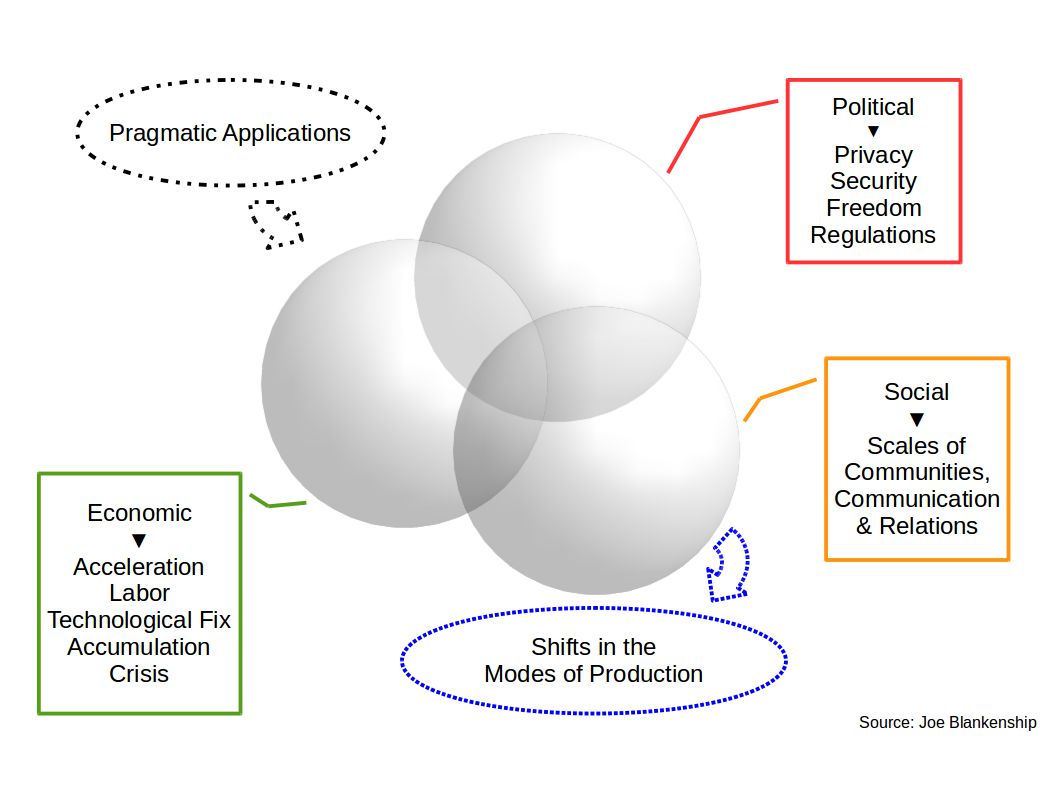 Pragmatic Applications
Political
▼
Privacy
Security
Freedom
Regulations
Social
▼
Scales of
Communities,
Communication
& Relations
Economic
▼
Acceleration
Labor
Technological Fix
Accumulation
Crisis
Shifts in the
Modes of Production
Source: Joe Blankenship